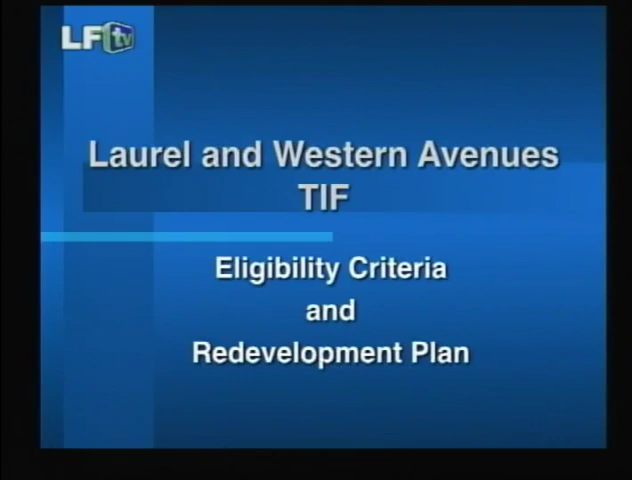 LFtv
Laurel and Western Avenues
TIF
Eligibility Criteria
and
Redevelopment Plan